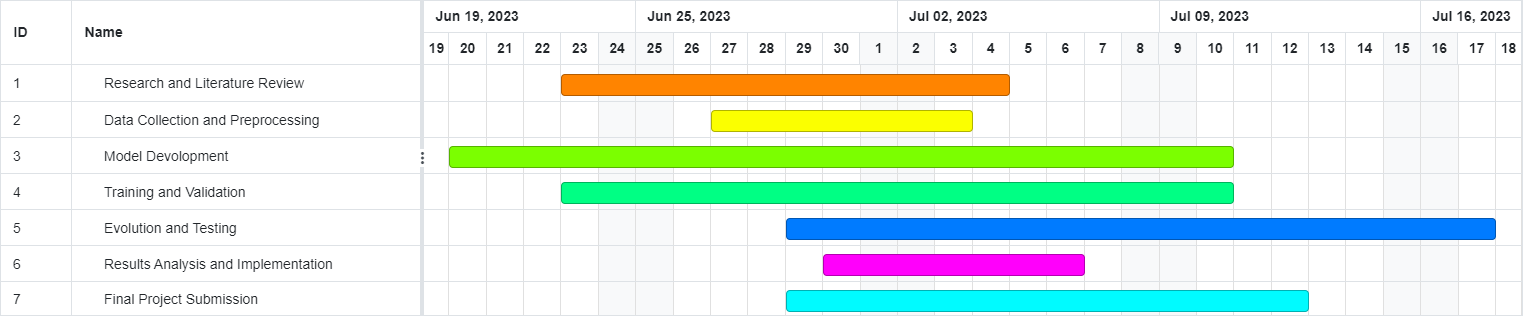 ID Name Jun 19, 2023 Jun 25, 2023 Jul 02, 2023 Jul 09, 2023 Jul 16, 2023
19 20 21 22 23 24 25 26 27 28 29 30 1 2 3 4 5 6 7 8 9 10 11 12 13 14 15 16 17 18
1 Research and Literature Review
2 Data Collection and Preprocessing
3 Model Devolopment
4 Training and Validation
5 Evolution and Testing
6 Results Analysis and Implementation
7 Final Project Submission